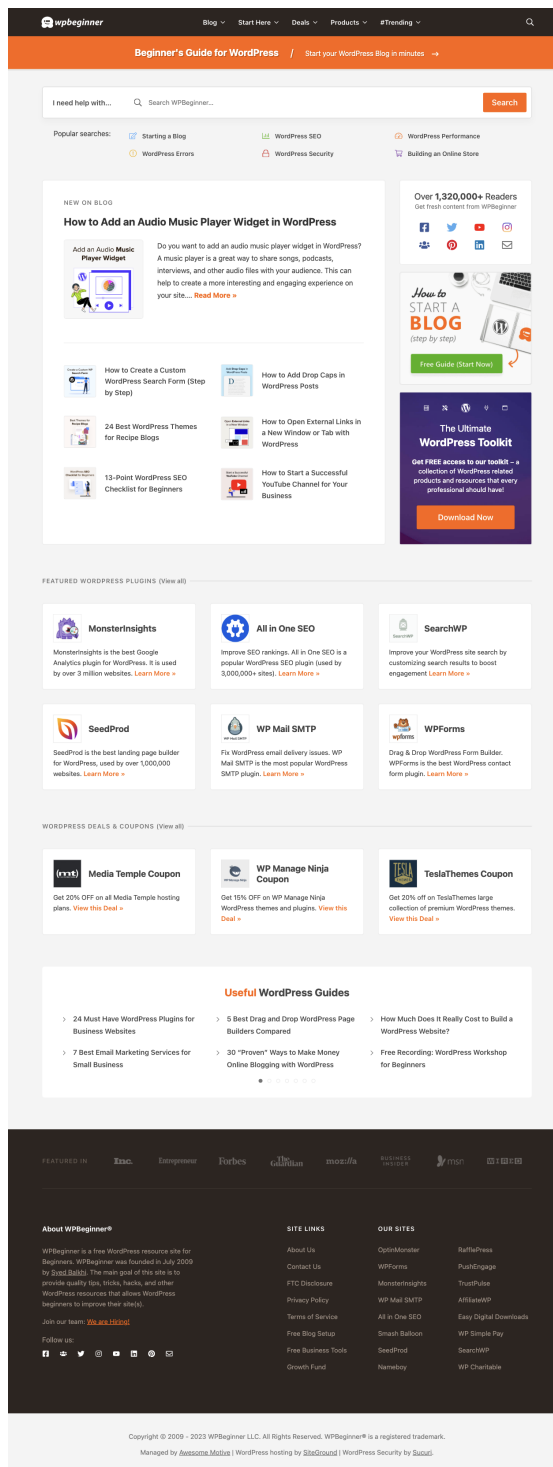 wpbeginner
Blog
Start Here
Deals
Products
#Trending
Beginner's Guide for WordPress / Start your WordPress Blog in minutes →
I need help with...
Search WPBeginner...
Search
Popular searches:
Starting a Blog
WordPress SEO
WordPress Performance
WordPress Errors
WordPress Security
Building an Online Store
NEW ON BLOG
How to Add an Audio Music Player Widget in WordPress
Add an Audio Music
Player Widget
Do you want to add an audio music player widget in WordPress?
A music player is a great way to share songs, podcasts,
interviews, and other audio files with your audience. This can
help to create a more interesting and engaging experience on
your site.... Read More »
How to Create a Custom
WordPress Search Form (Step
by Step)
How to Add Drop Caps in
WordPress Posts
24 Best WordPress Themes
for Recipe Blogs
How to Open External Links in
a New Window or Tab with
WordPress
13-Point WordPress SEO
Checklist for Beginners
How to Start a Successful
YouTube Channel for Your
Business
Over 1,320,000+ Readers
Get fresh content from WPBeginner
How to
START A
BLOG
(step by step)
Free Guide (Start Now)
The Ultimate
WordPress Toolkit
Get FREE access to our toolkit – a
collection of WordPress related
products and resources that every
professional should have!
Download Now
FEATURED WORDPRESS PLUGINS (View all)
MonsterInsights
MonsterInsights is the best Google
Analytics plugin for WordPress. It is used
by over 3 million websites. Learn More »
All in One SEO
Improve SEO rankings. All in One SEO is a
popular WordPress SEO plugin (used by
3,000,000+ sites). Learn More »
SearchWP
SearchWP
Improve your WordPress site search by
customizing search results to boost
engagement Learn More »
SeedProd
SeedProd is the best landing page builder
for WordPress, used by over 1,000,000
websites. Learn More »
WP MAIL SMTP
WP Mail SMTP
Fix WordPress email delivery issues. WP
Mail SMTP is the most popular WordPress
SMTP plugin. Learn More »
wpforms
WPForms
Drag & Drop WordPress Form Builder.
WPForms is the best WordPress contact
form plugin. Learn More »
WORDPRESS DEALS & COUPONS (View all)
(mt)
Media Temple Coupon
Get 20% OFF on all Media Temple hosting
plans. View this Deal »
WP Manage Ninja
Coupon
Get 15% OFF on WP Manage Ninja
WordPress themes and plugins. View this
Deal »
TESLA
TeslaThemes Coupon
Get 20% off on TeslaThemes large
collection of premium WordPress themes.
View this Deal »
Useful WordPress Guides
24 Must Have WordPress Plugins for
Business Websites
5 Best Drag and Drop WordPress Page
Builders Compared
How Much Does It Really Cost to Build a
WordPress Website?
7 Best Email Marketing Services for
Small Business
30 "Proven" Ways to Make Money
Online Blogging with WordPress
Free Recording: WordPress Workshop
for Beginners
FEATURED IN
Inc.
Entrepreneur
Forbes
The Guardian
moz://a
BUSINESS
INSIDER
msn
WIRED
About WPBeginner®
WPBeginner is a free WordPress resource site for
Beginners. WPBeginner was founded in July 2009
by Syed Balkhi. The main goal of this site is to
provide quality tips, tricks, hacks, and other
WordPress resources that allows WordPress
beginners to improve their site(s).
Join our team: We are Hiring!
Follow us:
SITE LINKS
About Us
Contact Us
FTC Disclosure
Privacy Policy
Terms of Service
Free Blog Setup
Free Business Tools
Growth Fund
OUR SITES
OptinMonster
WPForms
MonsterInsights
WP Mail SMTP
All in One SEO
Smash Balloon
SeedProd
Nameboy
RafflePress
PushEngage
TrustPulse
AffiliateWP
Easy Digital Downloads
WP Simple Pay
SearchWP
WP Charitable
Copyright © 2009 - 2023 WPBeginner LLC. All Rights Reserved. WPBeginner® is a registered trademark.
Managed by Awesome Motive | WordPress hosting by SiteGround | WordPress Security by Sucuri.